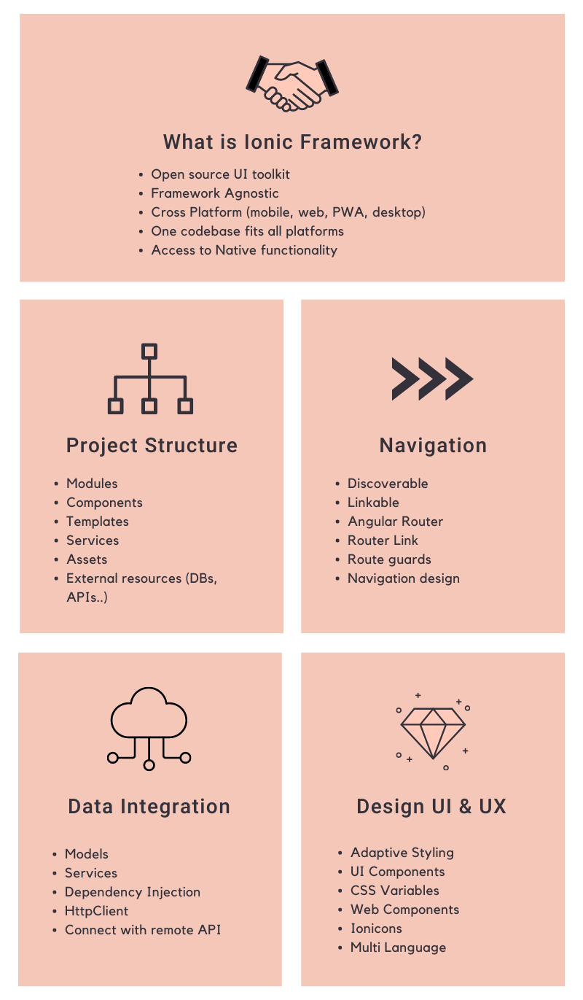 What is Ionic Framework?
• Open source UI toolkit
• Framework Agnostic
• Cross Platform (mobile, web, PWA, desktop)
• One codebase fits all platforms
• Access to Native functionality
Project Structure
• Modules
• Components
• Templates
• Services
• Assets
• External resources (DBs,
APIs..)
Navigation
• Discoverable
• Linkable
• Angular Router
• Router Link
• Route guards
• Navigation design
Data Integration
• Models
• Services
• Dependency Injection
• HttpClient
• Connect with remote API
Design UI & UX
• Adaptive Styling
• UI Components
• CSS Variables
• Web Components
• Ionicons
• Multi Language